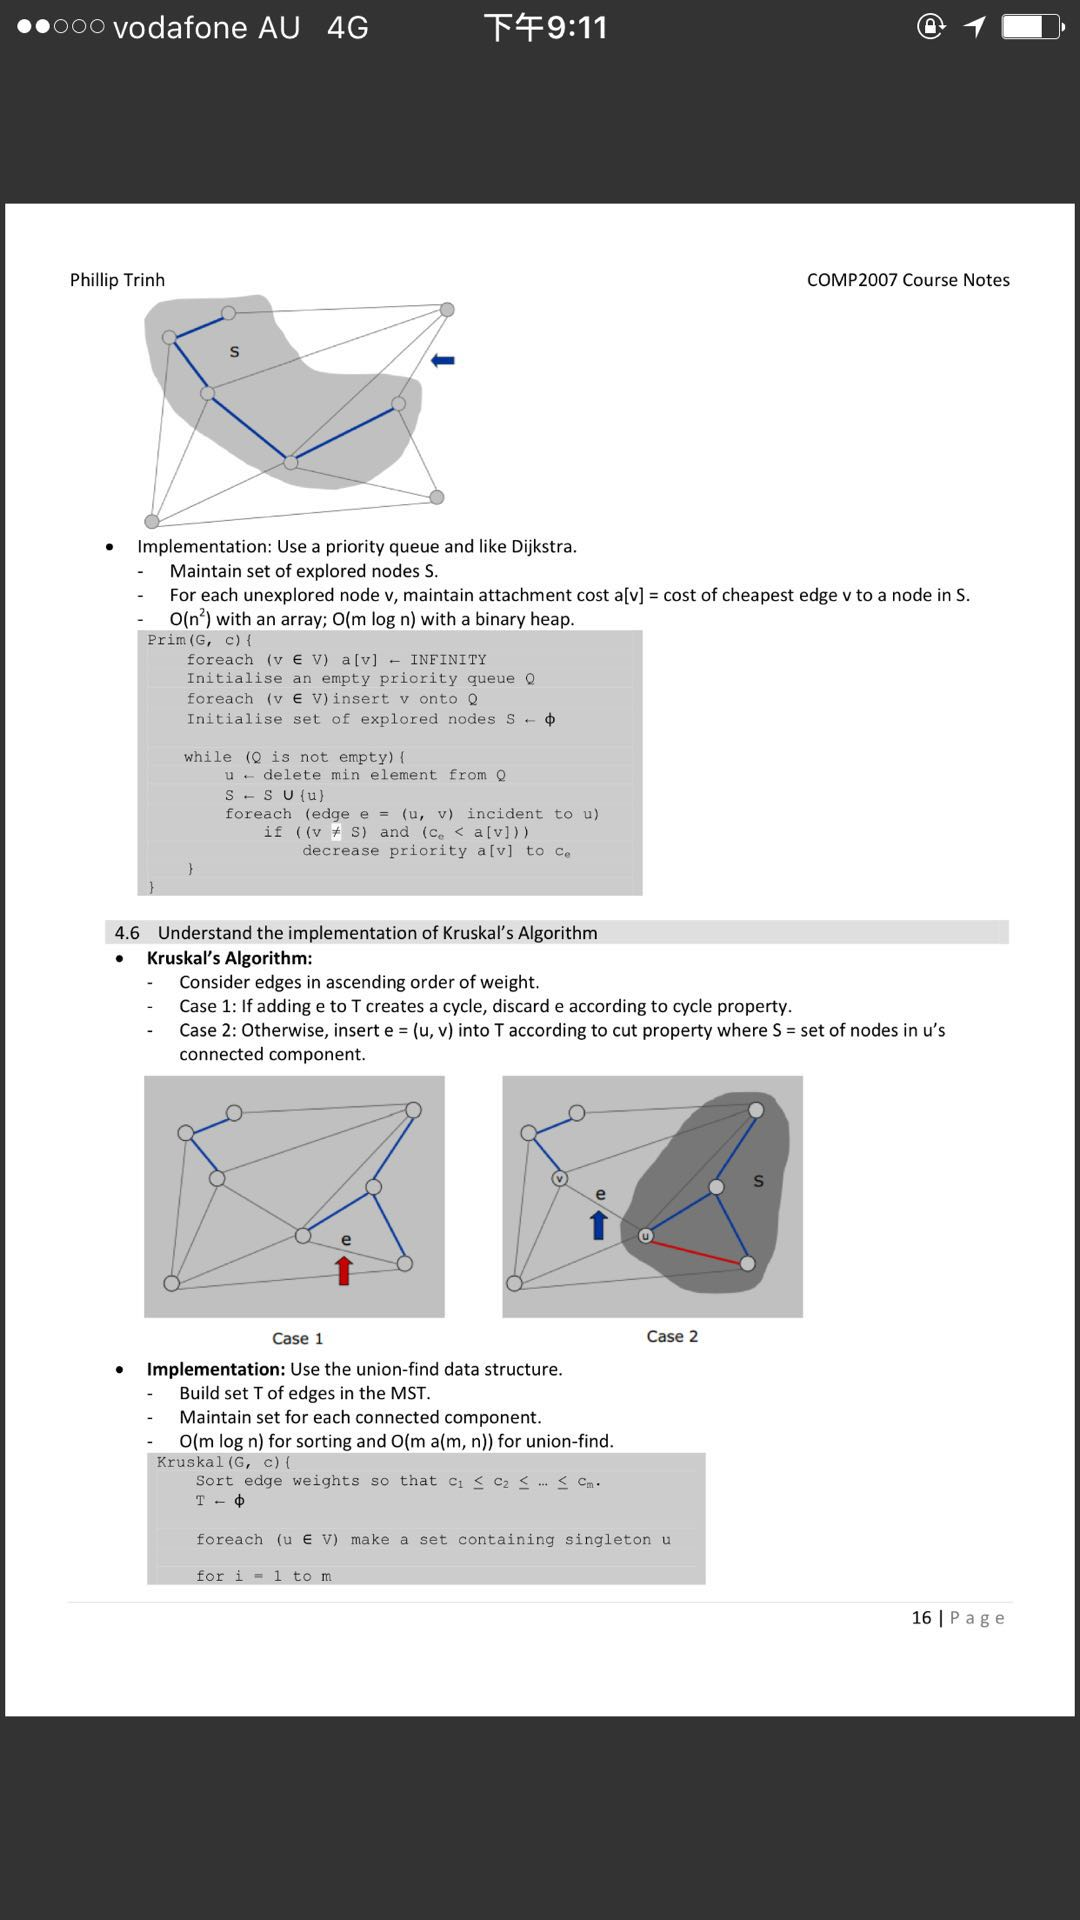 vodafone AU 4G 下午9:11
Phillip Trinh COMP2007 Course Notes
S
• Implementation: Use a priority queue and like Dijkstra.
- Maintain set of explored nodes S.
- For each unexplored node v, maintain attachment cost a[v] = cost of cheapest edge v to a node in S.
- O(n²) with an array; O(m log n) with a binary heap.
Prim(G, c){
foreach (v ∈ V) a[v] ← INFINITY
Initialise an empty priority queue Q
foreach (v ∈ V)insert v onto Q
Initialise set of explored nodes S ← ф
while (Q is not empty){
u ← delete min element from Q
S ← S ∪{u}
foreach (edge e = (u, v) incident to u)
if ((v ≠ S) and (cₑ < a[v]))
decrease priority a[v] to cₑ
}
}
4.6 Understand the implementation of Kruskal's Algorithm
• Kruskal's Algorithm:
- Consider edges in ascending order of weight.
- Case 1: If adding e to T creates a cycle, discard e according to cycle property.
- Case 2: Otherwise, insert e = (u, v) into T according to cut property where S = set of nodes in u's
connected component.
e
v
e
u
S
Case 1
Case 2
• Implementation: Use the union-find data structure.
- Build set T of edges in the MST.
- Maintain set for each connected component.
- O(m log n) for sorting and O(m a(m, n)) for union-find.
Kruskal(G, c){
Sort edge weights so that c₁ ≤ c₂ ≤ … ≤ cₘ.
T ← ф
foreach (u ∈ V) make a set containing singleton u
for i = 1 to m
16 | Page